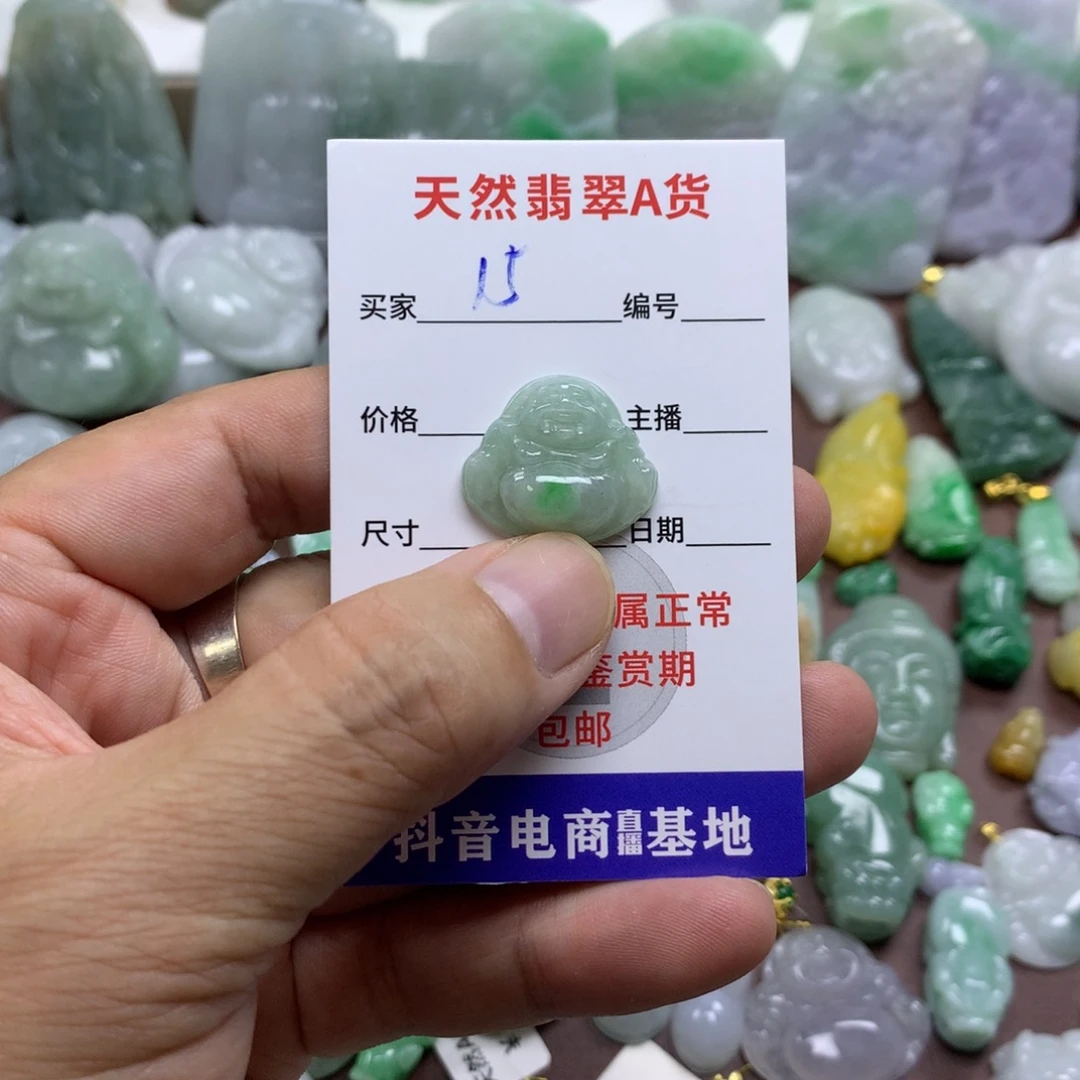 天然翡翠A货
买家 15 编号
价格 主播
尺寸 日期
属正常
鉴赏期
包邮
抖音电商直播基地